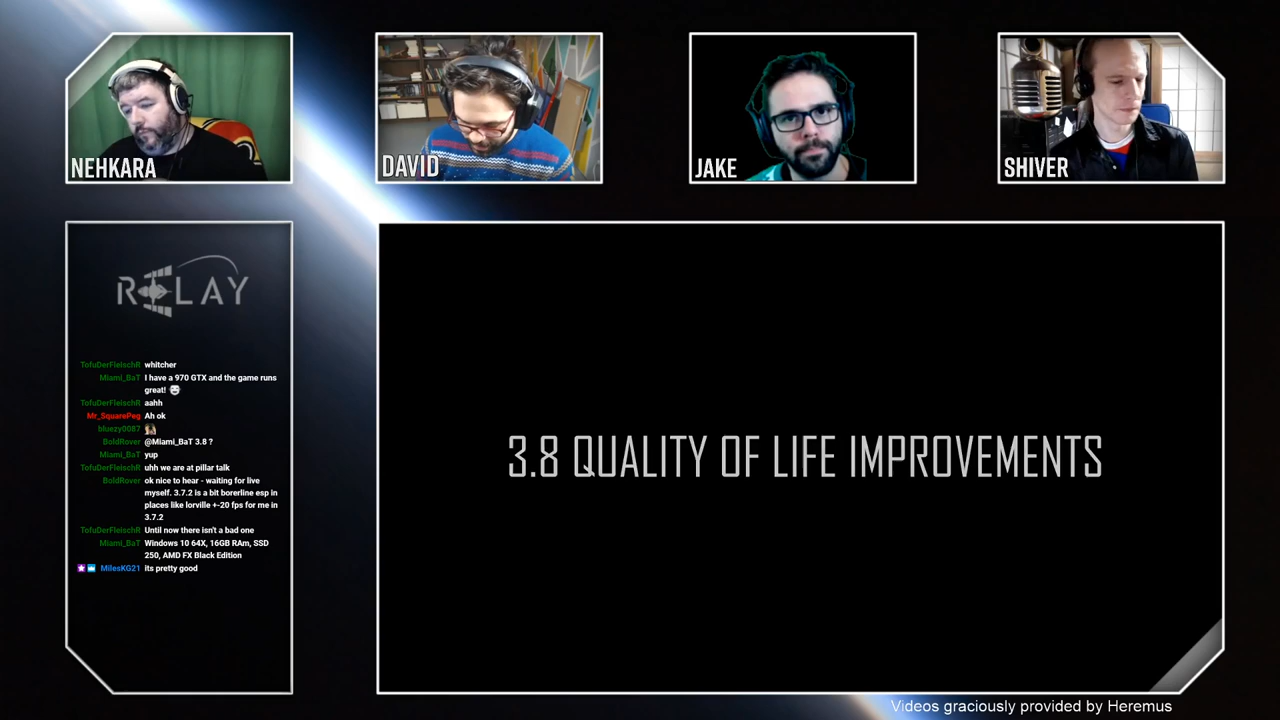 NEHKARA
DAVID
JAKE
SHIVER
RELAY
TofuDerFleischR whitcher
Miami_BaT I have a 970 GTX and the game runs
great!
TofuDerFleischR aahh
Mr_SquarePeg Ah ok
bluezy0087
BoldRover @Miami_BaT 3.8 ?
Miami_BaT yup
TofuDerFleischR uhh we are at pillar talk
BoldRover ok nice to hear - waiting for live
myself. 3.7.2 is a bit borerline esp in
places like lorville +-20 fps for me in
3.7.2
TofuDerFleischR Until now there isn't a bad one
Miami_BaT Windows 10 64X, 16GB RAm, SSD
250, AMD FX Black Edition
MilesKG21 its pretty good
3.8 QUALITY OF LIFE IMPROVEMENTS
Videos graciously provided by Heremus